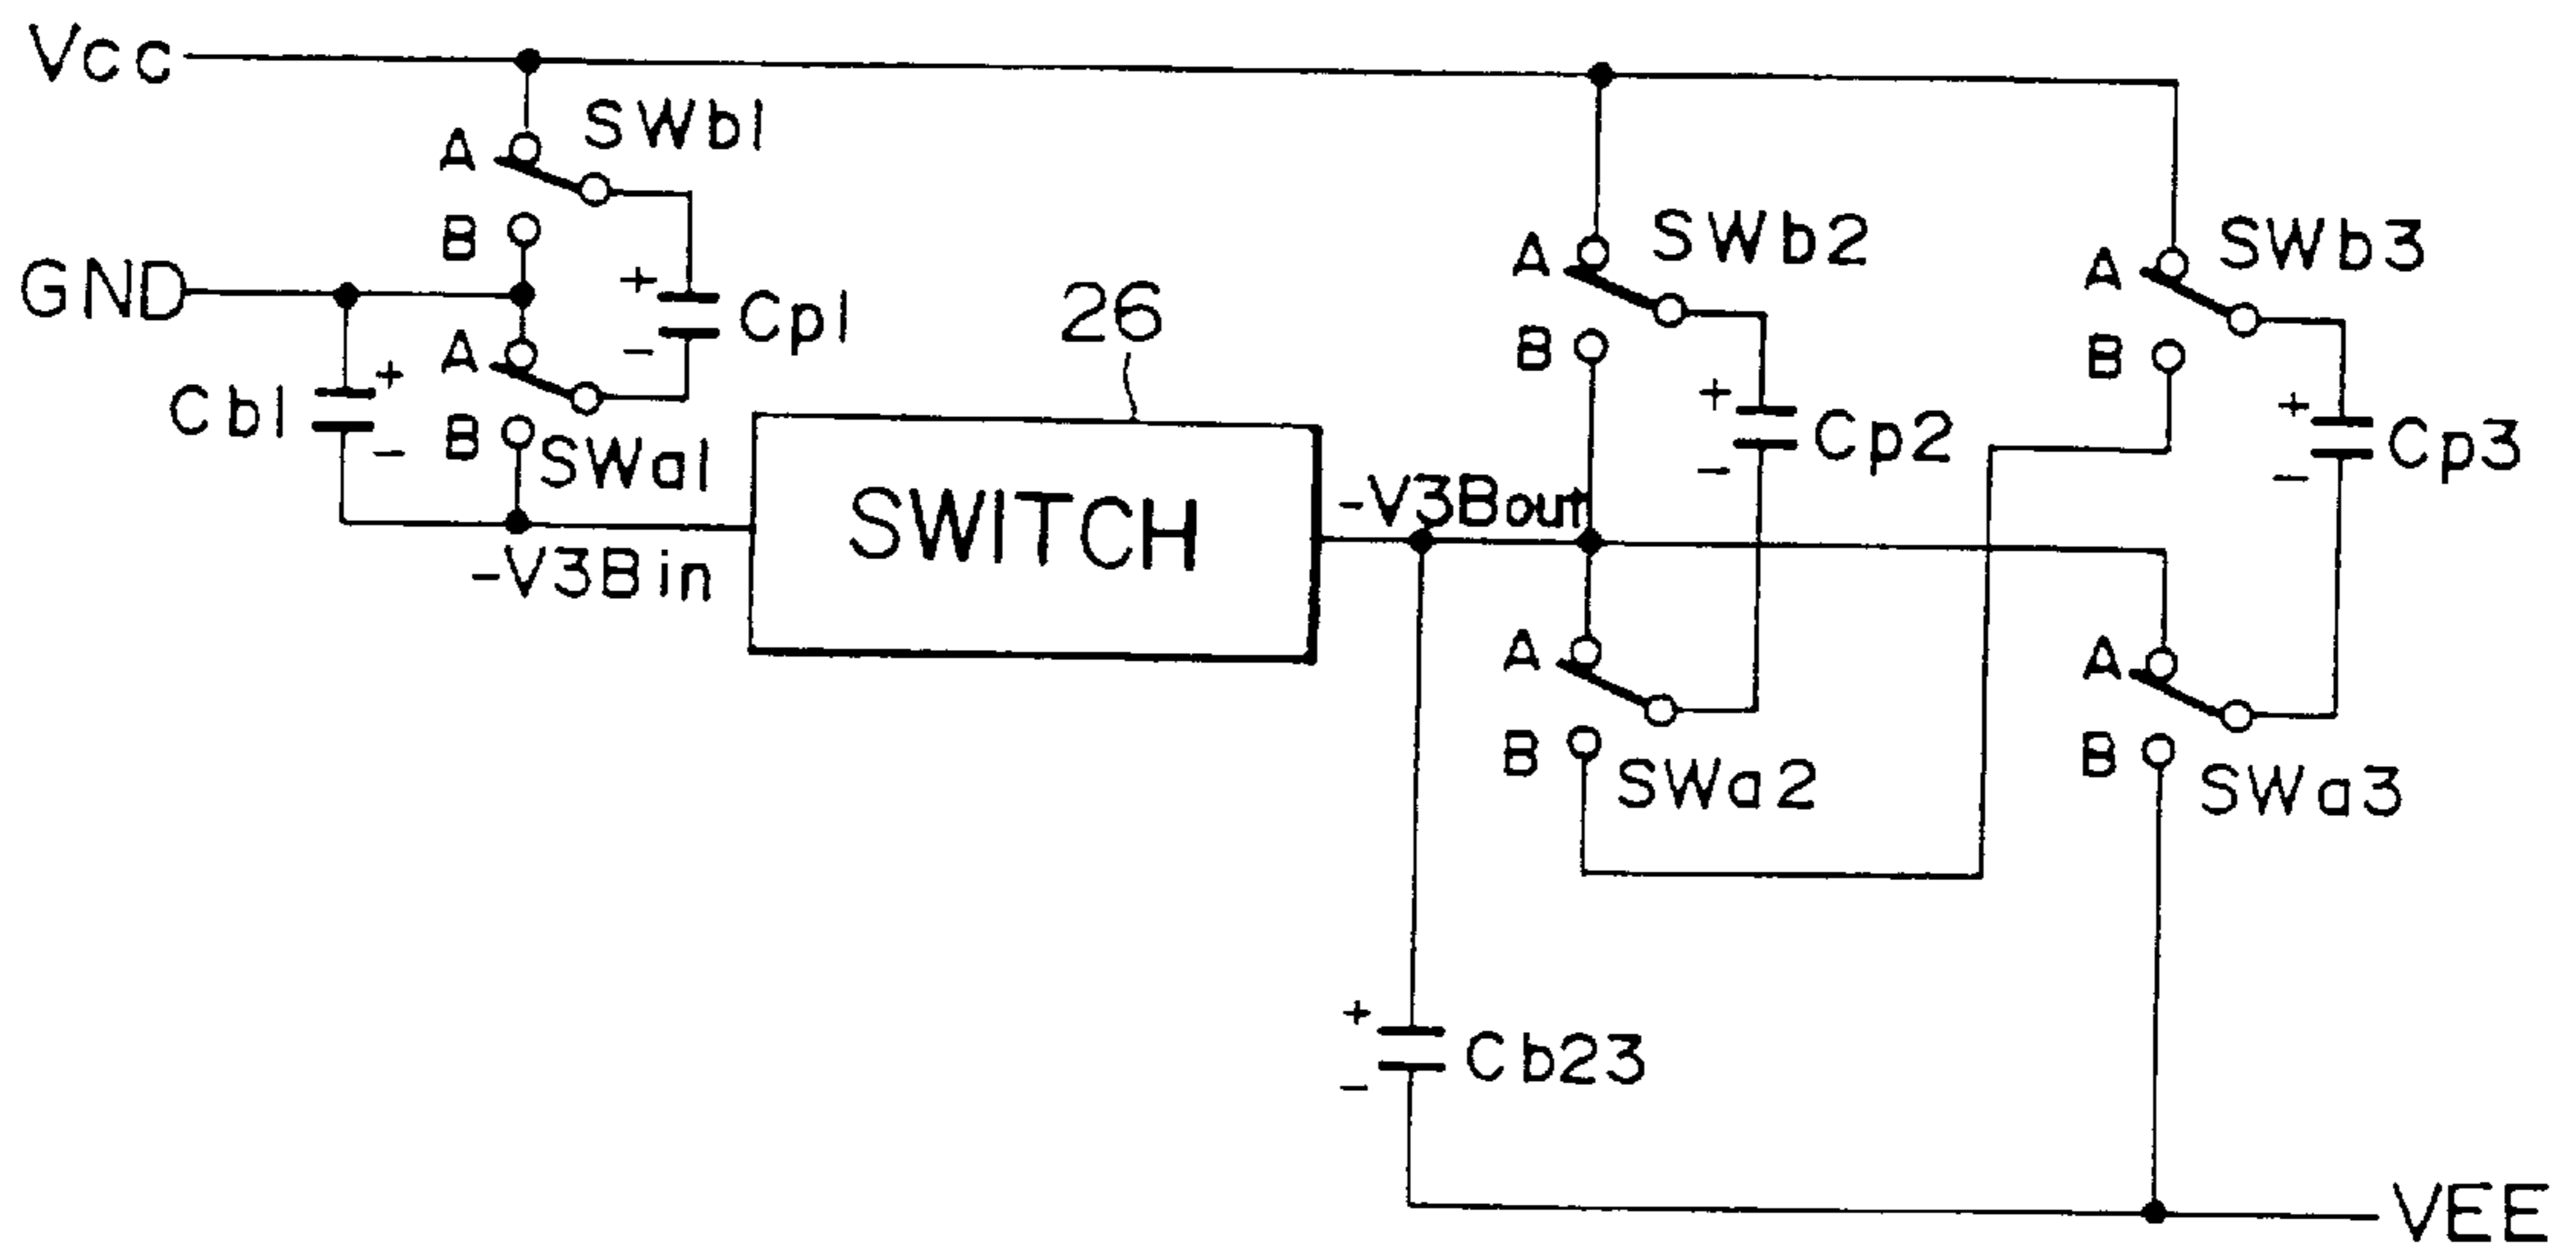 Vcc
A
SWb1
B
GND
+
Cp1
-
A
Cb1
+
-
B
SWa1
-V3Bin
26
SWITCH
-V3Bout
A
SWb2
B
+
Cp2
-
A
SWb3
B
+
Cp3
-
A
B
SWa2
A
B
SWa3
+
Cb23
-
VEE